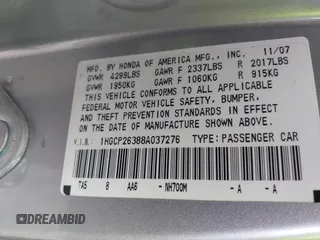 MFD. BY HONDA OF AMERICA MFG., INC. 11/07
GVWR 4299LBS GAWR F 2337LBS R 2017LBS
GVWR 1950KG GAWR F 1060KG R 915KG
THIS VEHICLE CONFORMS TO ALL APPLICABLE
FEDERAL MOTOR VEHICLE SAFETY, BUMPER,
AND THEFT PREVENTION STANDARDS IN EFFECT
ON THE DATE OF MANUFACTURE SHOWN ABOVE.
V.I.N.: 1HGCP26388A037276 TYPE: PASSENGER CAR
TA5 8 AA6 -NH700M -A -A
DREAMBID